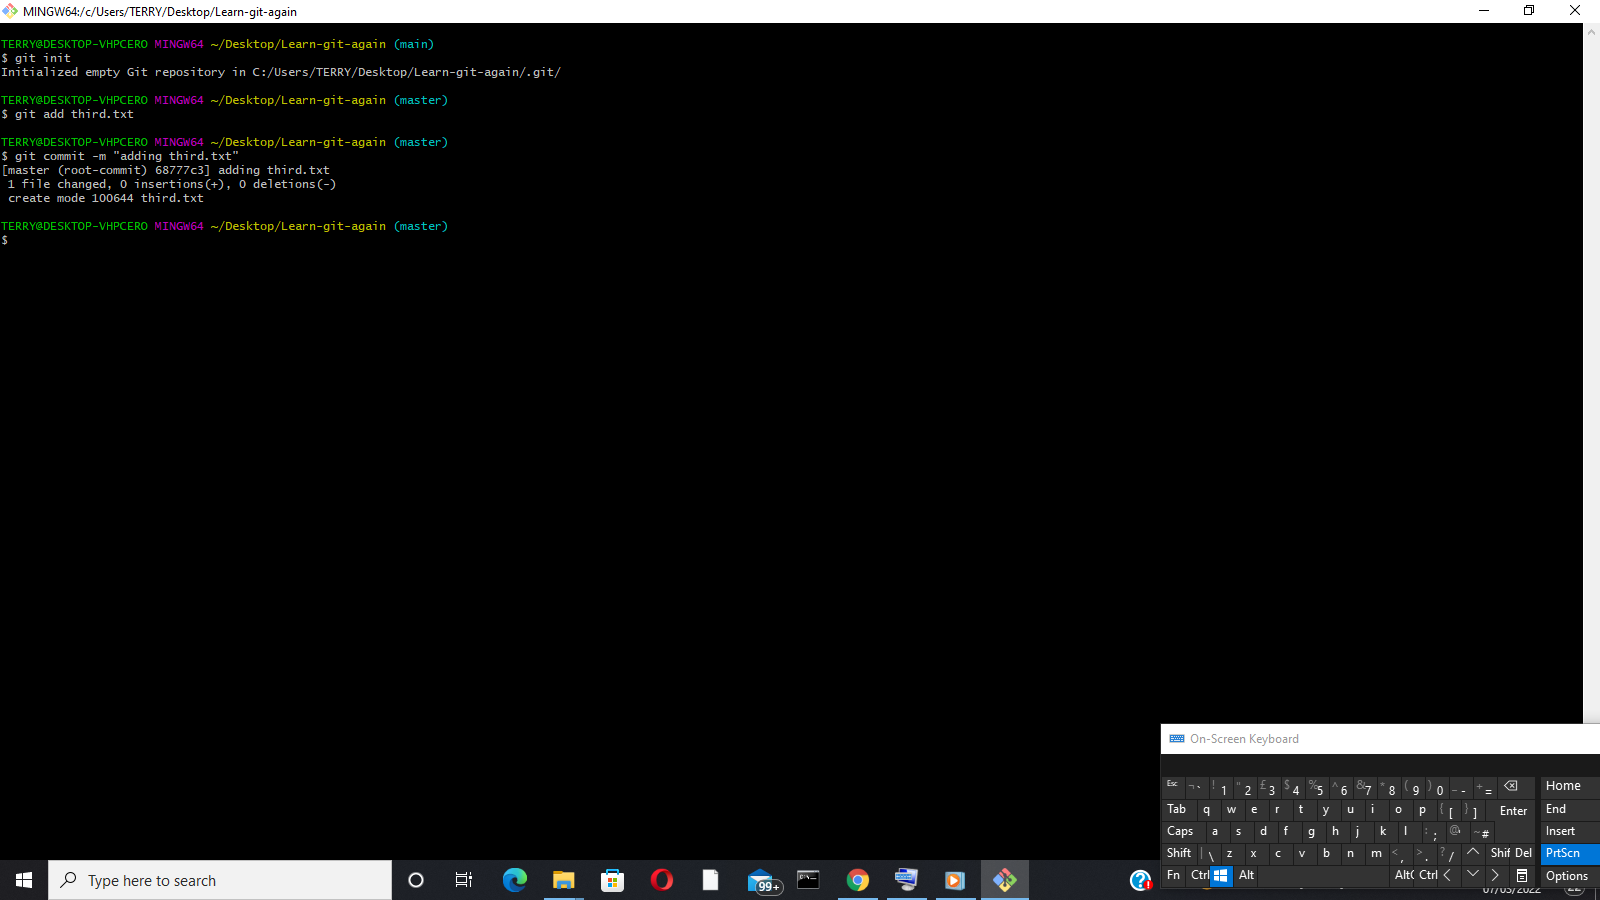 MINGW64:/c/Users/TERRY/Desktop/Learn-git-again
TERRY@DESKTOP-VHPCERO MINGW64 ~/Desktop/Learn-git-again (main)
$ git init
Initialized empty Git repository in C:/Users/TERRY/Desktop/Learn-git-again/.git/
TERRY@DESKTOP-VHPCERO MINGW64 ~/Desktop/Learn-git-again (master)
$ git add third.txt
TERRY@DESKTOP-VHPCERO MINGW64 ~/Desktop/Learn-git-again (master)
$ git commit -m "adding third.txt"
[master (root-commit) 68777c3] adding third.txt
1 file changed, 0 insertions(+), 0 deletions(-)
create mode 100644 third.txt
TERRY@DESKTOP-VHPCERO MINGW64 ~/Desktop/Learn-git-again (master)
$
On-Screen Keyboard
Esc ¬ ` ! 1 " 2 £ 3 $ 4 % 5 ^ 6 & 7 * 8 ( 9 ) 0 _ - + = Home
Tab q w e r t y u i o p { [ } ] Enter End
Caps a s d f g h j k l : ; @ ' ~ # Insert
Shift | \ z x c v b n m < , > . ? / Shif Del PrtScn
Fn Ctrl Alt Alt Ctrl Options
Type here to search
99+
07/03/2022
22